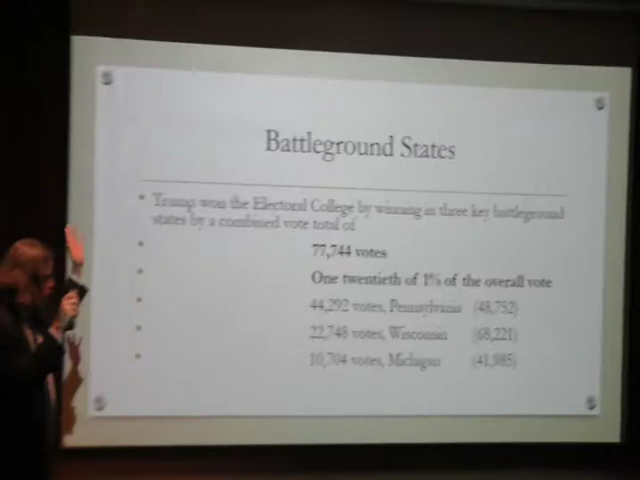 Battleground States
• Trump won the Electoral College by winning in three key battleground
states by a combined vote total of
• 77,744 votes
• One twentieth of 1% of the overall vote
• 44,292 votes, Pennsylvania (48,752)
• 22,748 votes, Wisconsin (68,221)
• 10,704 votes, Michigan (41,985)